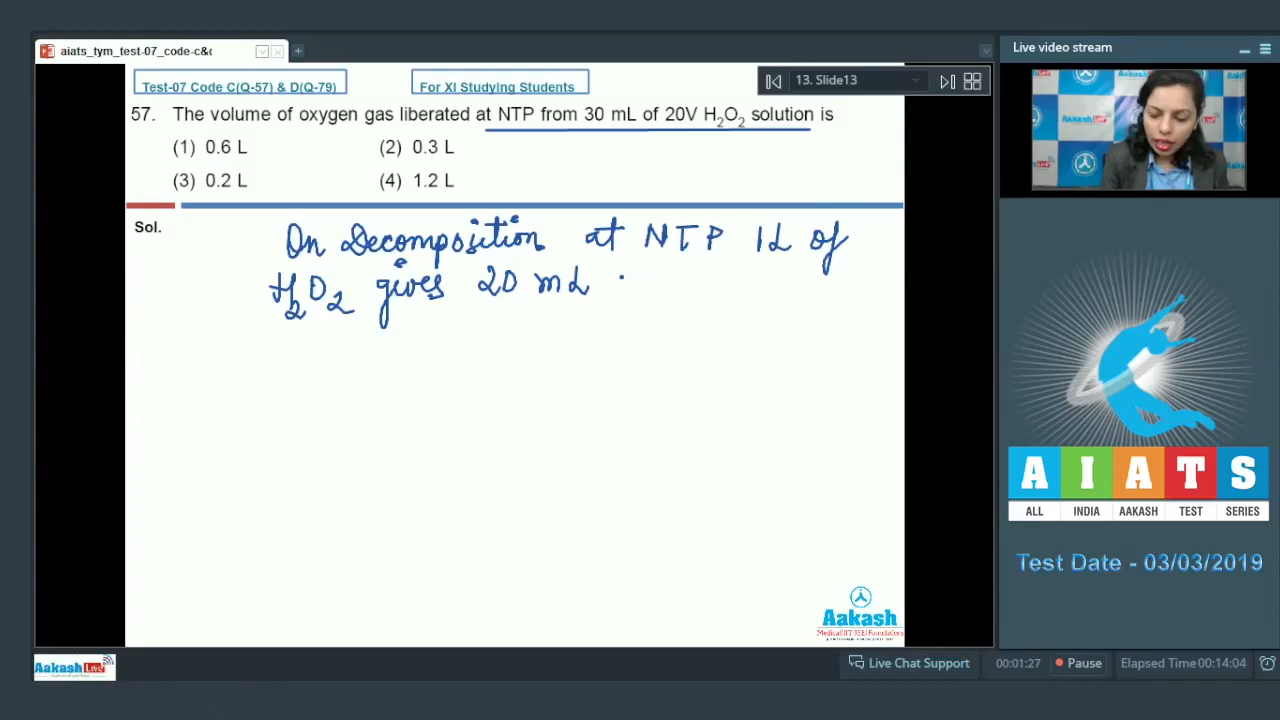 aiats_tym_test-07_code-c&c
Live video stream
Test-07 Code C(Q-57) & D(Q-79)
For XI Studying Students
13. Slide13
57. The volume of oxygen gas liberated at NTP from 30 mL of 20V H₂O₂ solution is
(1) 0.6 L (2) 0.3 L
(3) 0.2 L (4) 1.2 L
Sol.
On Decomposition at NTP 1L of
H₂O₂ gives 20 mL
AIATS
ALL INDIA AAKASH TEST SERIES
Test Date - 03/03/2019
Aakash
Medical|IIT-JEE|Foundations
Aakash Live
Live Chat Support
00:01:27
Pause
Elapsed Time 00:14:04